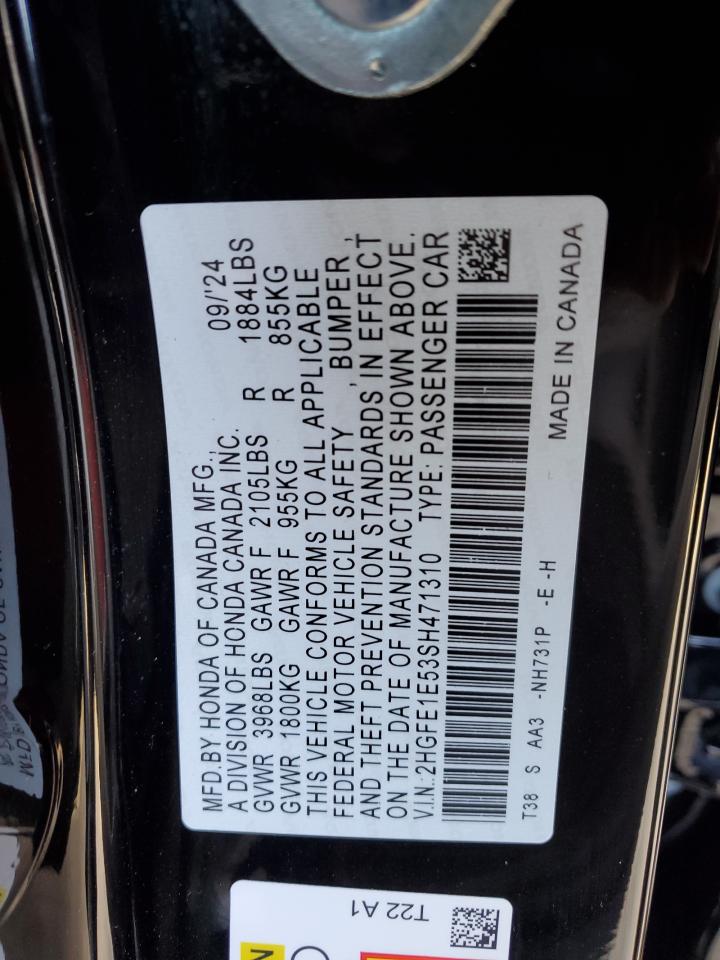 MFD.BY HONDA OF CANADA MFG., 09/'24
A DIVISION OF HONDA CANADA INC.
GVWR 3968LBS GAWR F 2105LBS R 1884LBS
GVWR 1800KG GAWR F 955KG R 855KG
THIS VEHICLE CONFORMS TO ALL APPLICABLE
FEDERAL MOTOR VEHICLE SAFETY , BUMPER ,
AND THEFT PREVENTION STANDARDS IN EFFECT
ON THE DATE OF MANUFACTURE SHOWN ABOVE.
V.I.N.:2HGFE1E53SH471310 TYPE: PASSENGER CAR
T38 S AA3 -NH731P -E -H MADE IN CANADA
T22 A1